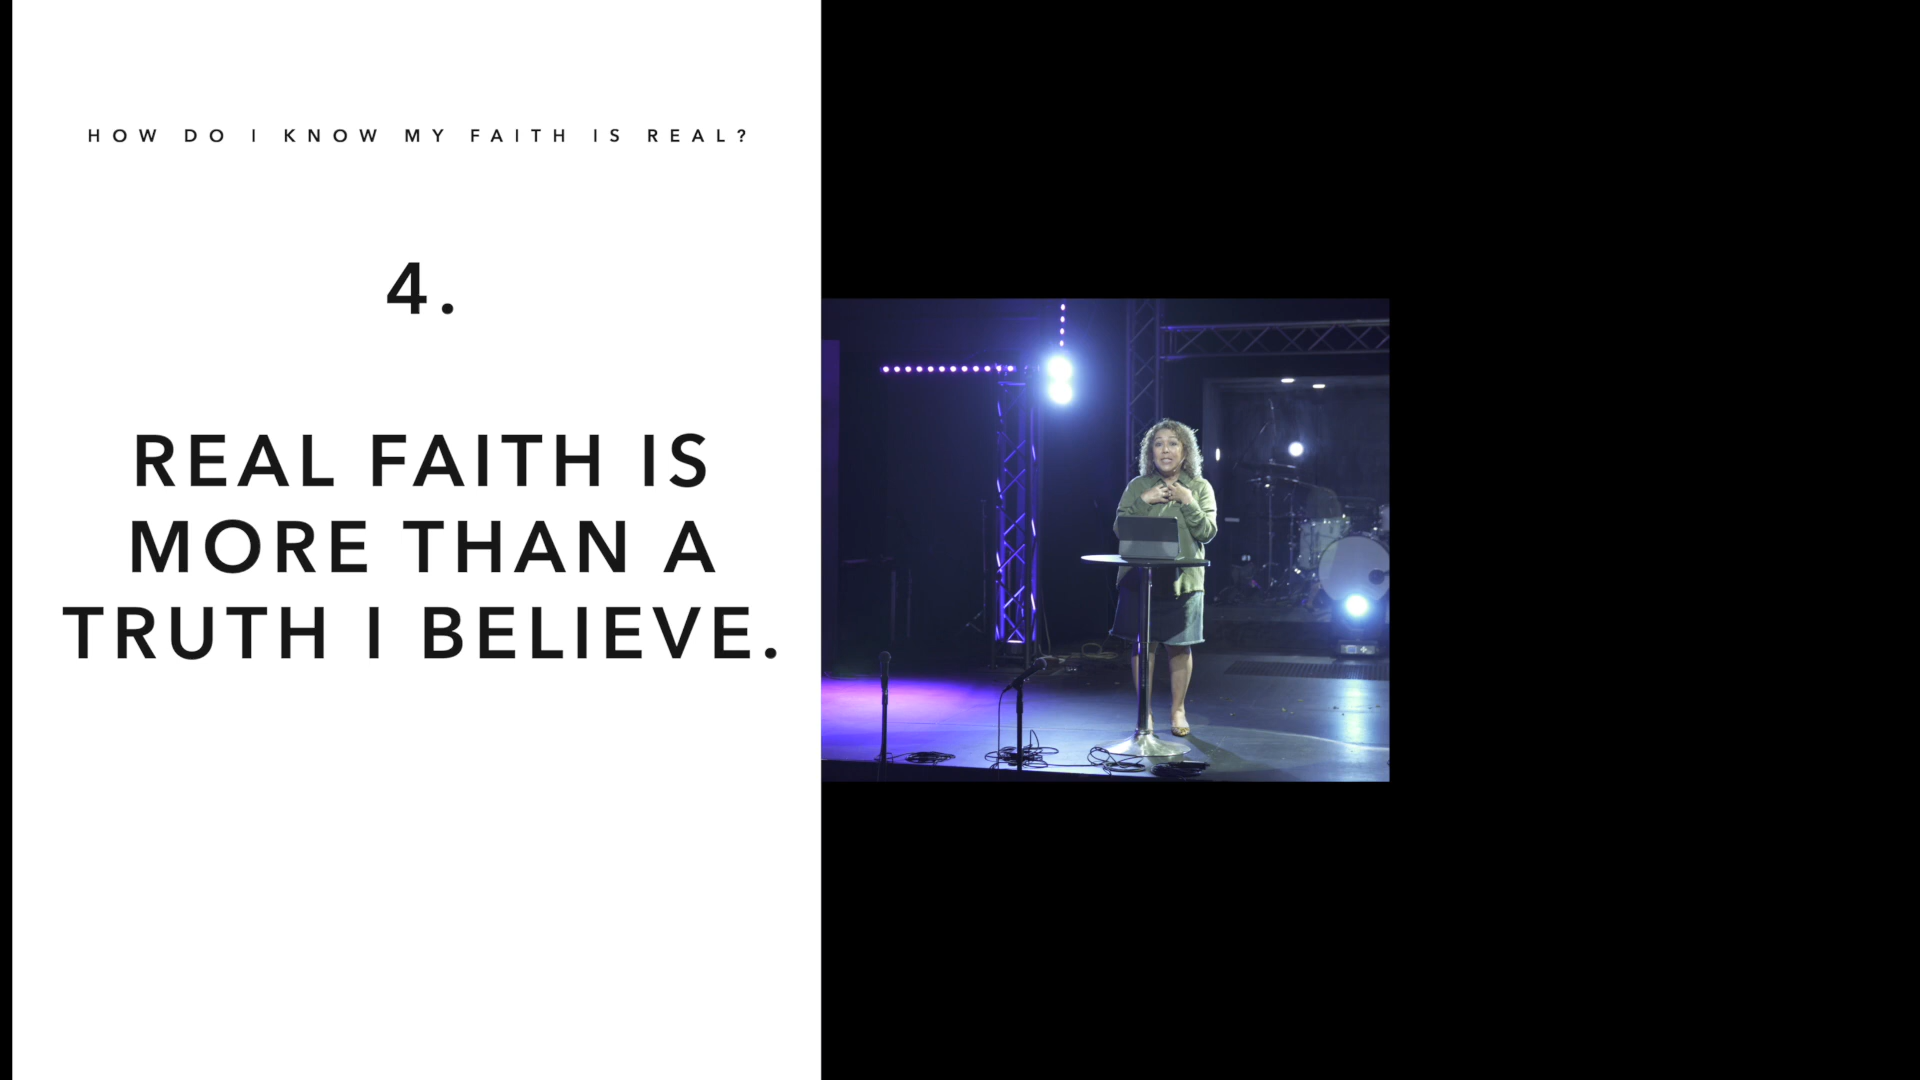 HOW DO I KNOW MY FAITH IS REAL?
4.
REAL FAITH IS
MORE THAN A
TRUTH I BELIEVE.